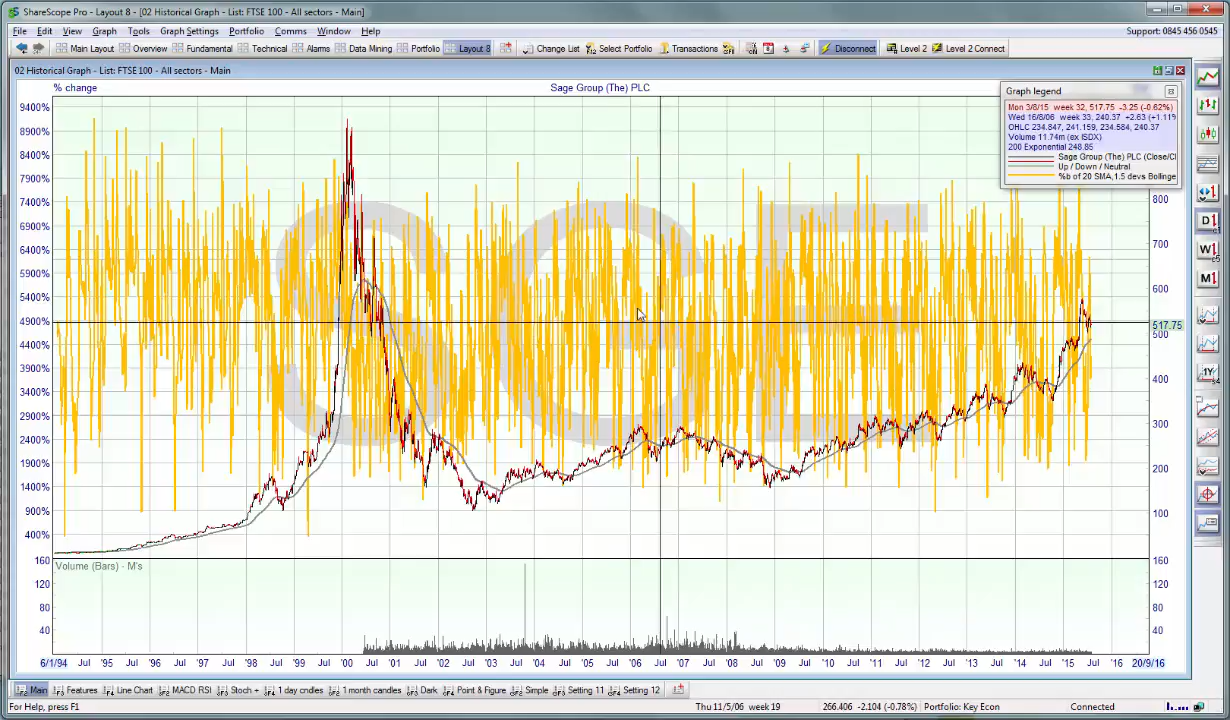 ShareScope Pro - Layout 8 - [02 Historical Graph - List: FTSE 100 - All sectors - Main]
File Edit View Graph Tools Graph Settings Portfolio Comms Window Help
Support: 0845 456 0545
Main Layout Overview Fundamental Technical Alarms Data Mining Portfolio Layout 8 Change List Select Portfolio Transactions Disconnect Level 2 Level 2 Connect
02 Historical Graph - List: FTSE 100 - All sectors - Main
% change
Sage Group (The) PLC
Graph legend
Mon 3/8/15 week 32, 517.75 -3.25 (-0.62%)
Wed 16/8/06 week 33, 240.37 +2.63 (+1.11%
OHLC 234.847, 241.159, 234.584, 240.37
Volume 11.74m (ex ISDX)
200 Exponential 248.85
Sage Group (The) PLC (Close/Cl
Up / Down / Neutral
%b of 20 SMA,1.5 devs Bollinge
9400%
8900%
8400%
7900%
7400% 800
6900%
6400% 700
5900%
5400% 600
4900% 517.75
500
4400%
3900% 400
3400%
2900% 300
2400%
1900% 200
1400%
900% 100
400%
SGE
160 160
Volume (Bars) - M's
120 120
80 80
40 40
6/1/94 Jul '95 Jul '96 Jul '97 Jul '98 Jul '99 Jul '00 Jul '01 Jul '02 Jul '03 Jul '04 Jul '05 Jul '06 Jul '07 Jul '08 Jul '09 Jul '10 Jul '11 Jul '12 Jul '13 Jul '14 Jul '15 Jul '16 20/9/16
D
W
M
1Y
Main Features Line Chart MACD RSI Stoch + 1 day cndles 1 month candles Dark Point & Figure Simple Setting 11 Setting 12
For Help, press F1
Thu 11/5/06 week 19 266.406 -2.104 (-0.78%) Portfolio: Key Econ Connected